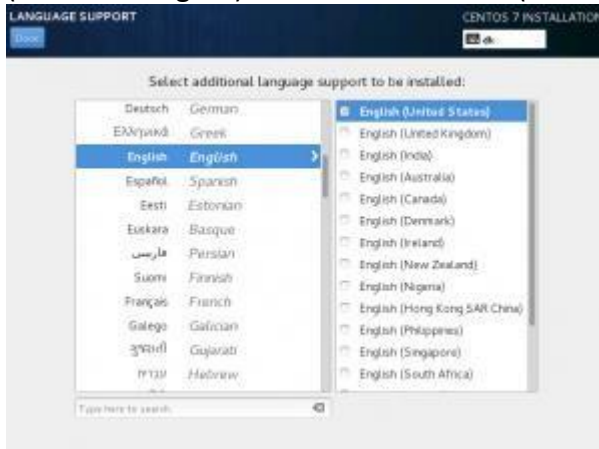 LANGUAGE SUPPORT
CENTOS 7 INSTALLATION
Done
dk
Select additional language support to be installed:
Deutsch German
Ελληνικά Greek
English English
Español Spanish
Eesti Estonian
Euskara Basque
فارسی Persian
Suomi Finnish
Français French
Galego Galician
ગુજરાતી Gujarati
עברית Hebrew
English (United States)
English (United Kingdom)
English (India)
English (Australia)
English (Canada)
English (Denmark)
English (Ireland)
English (New Zealand)
English (Nigeria)
English (Hong Kong SAR China)
English (Philippines)
English (Singapore)
English (South Africa)
Type here to search.